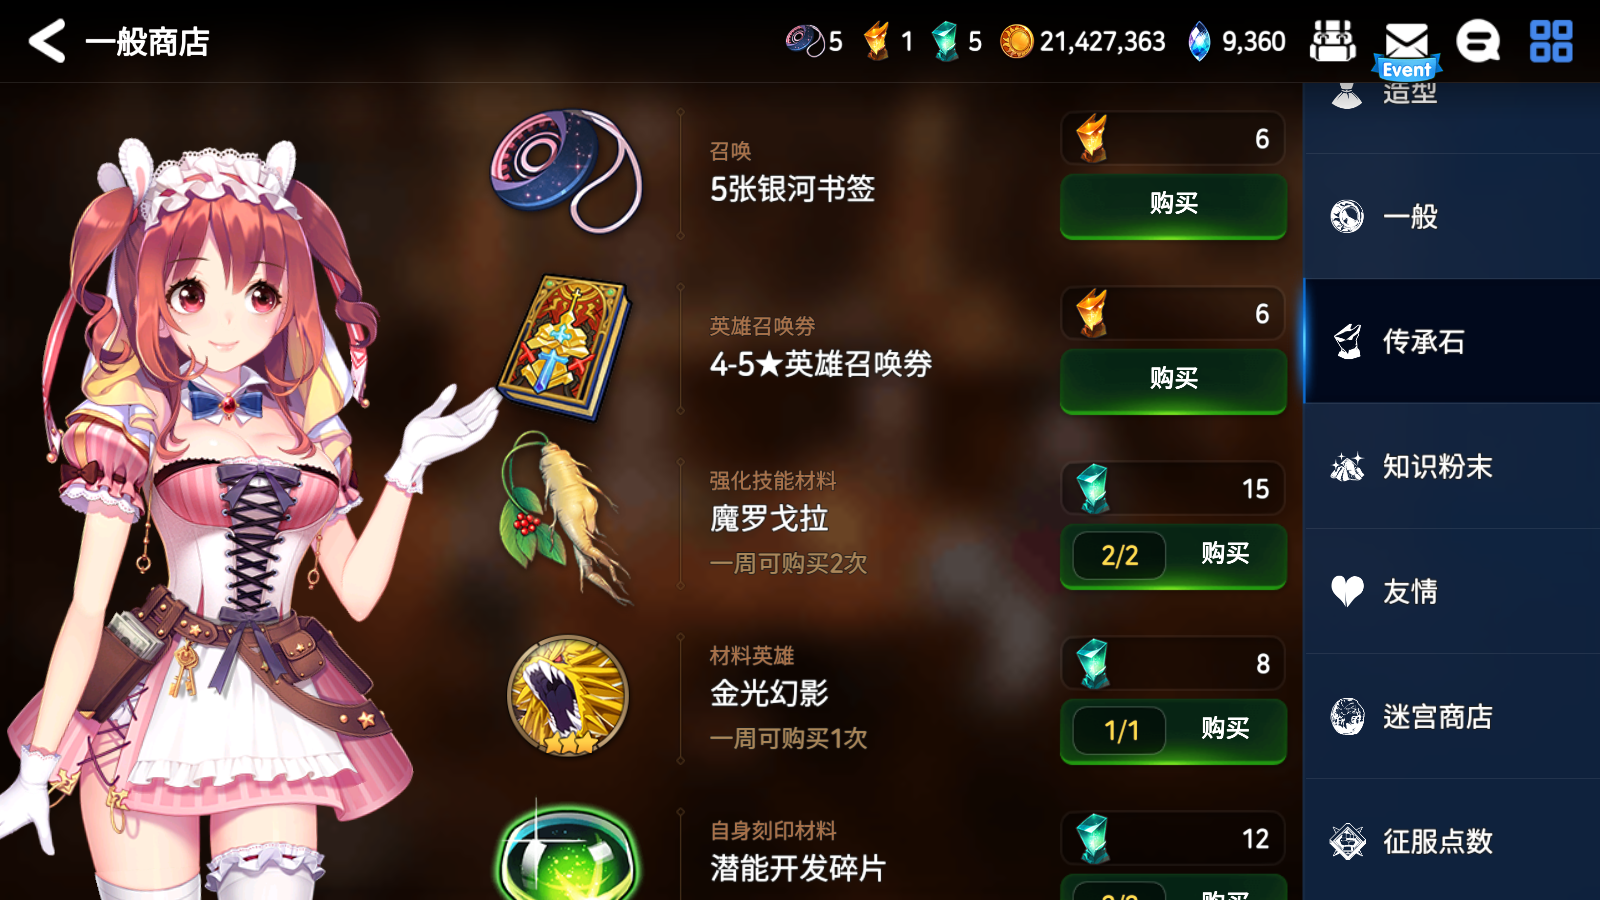 一般商店
5
1
5
21,427,363
9,360
Event
召唤
5张银河书签
6
购买
英雄召唤券
4-5★英雄召唤券
6
购买
强化技能材料
魔罗戈拉
一周可购买2次
15
2/2
购买
材料英雄
金光幻影
一周可购买1次
8
1/1
购买
自身刻印材料
潜能开发碎片
12
购买
造型
一般
传承石
知识粉末
友情
迷宫商店
征服点数